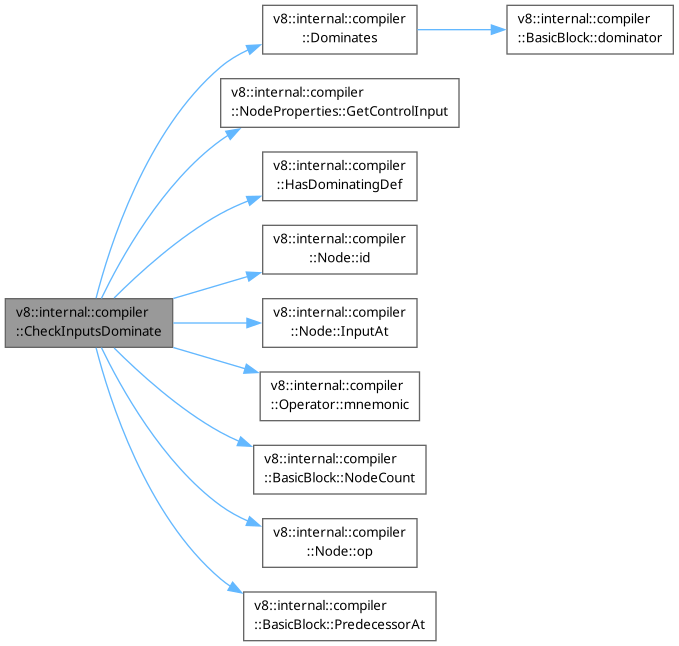 v8::internal::compiler
::Dominates
v8::internal::compiler
::BasicBlock::dominator
v8::internal::compiler
::NodeProperties::GetControlInput
v8::internal::compiler
::HasDominatingDef
v8::internal::compiler
::Node::id
v8::internal::compiler
::CheckInputsDominate
v8::internal::compiler
::Node::InputAt
v8::internal::compiler
::Operator::mnemonic
v8::internal::compiler
::BasicBlock::NodeCount
v8::internal::compiler
::Node::op
v8::internal::compiler
::BasicBlock::PredecessorAt